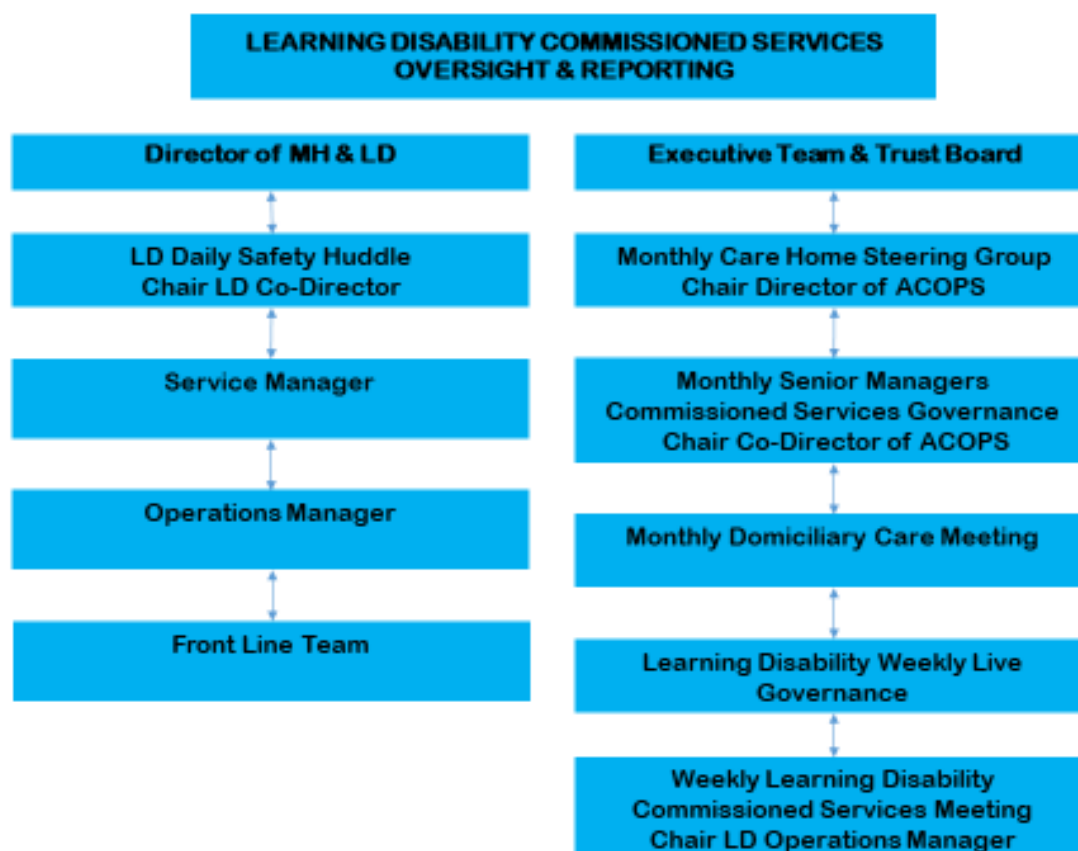 LEARNING DISABILITY COMMISSIONED SERVICES
OVERSIGHT & REPORTING
Director of MH & LD
LD Daily Safety Huddle
Chair LD Co-Director
Service Manager
Operations Manager
Front Line Team
Executive Team & Trust Board
Monthly Care Home Steering Group
Chair Director of ACOPS
Monthly Senior Managers
Commissioned Services Governance
Chair Co-Director of ACOPS
Monthly Domiciliary Care Meeting
Learning Disability Weekly Live
Governance
Weekly Learning Disability
Commissioned Services Meeting
Chair LD Operations Manager